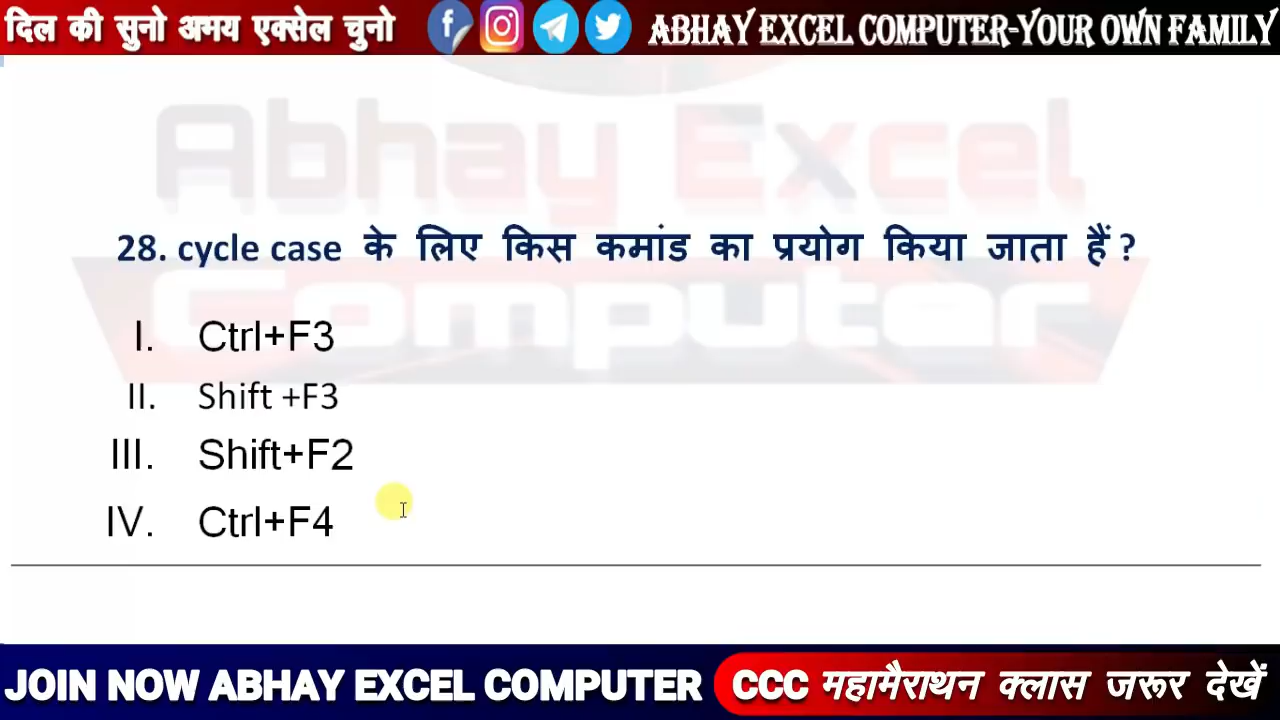 दिल की सुनो अभय एक्सेल चुनो ABHAY EXCEL COMPUTER-YOUR OWN FAMILY
Abhay Excel
Computer
28. cycle case के लिए किस कमांड का प्रयोग किया जाता हैं ?
I. Ctrl+F3
II. Shift +F3
III. Shift+F2
IV. Ctrl+F4
JOIN NOW ABHAY EXCEL COMPUTER CCC महामैराथन क्लास जरूर देखें